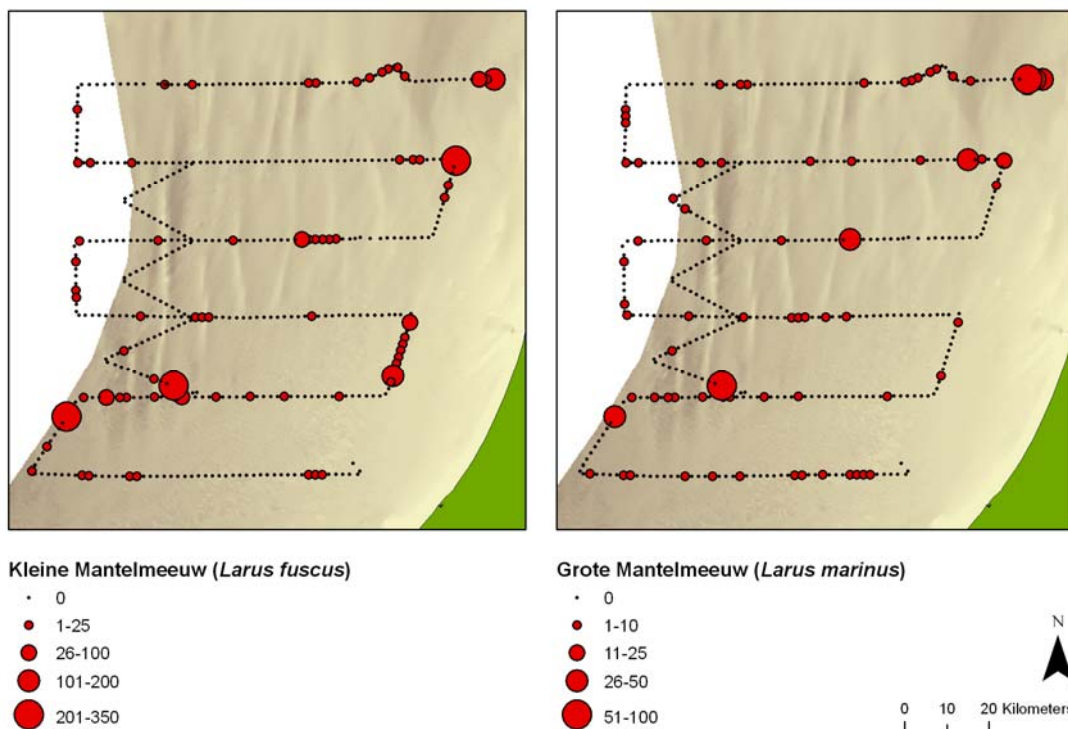 Kleine Mantelmeeuw (Larus fuscus)
0
1-25
26-100
101-200
201-350
Grote Mantelmeeuw (Larus marinus)
0
1-10
11-25
26-50
51-100
N
0 10 20 Kilometers